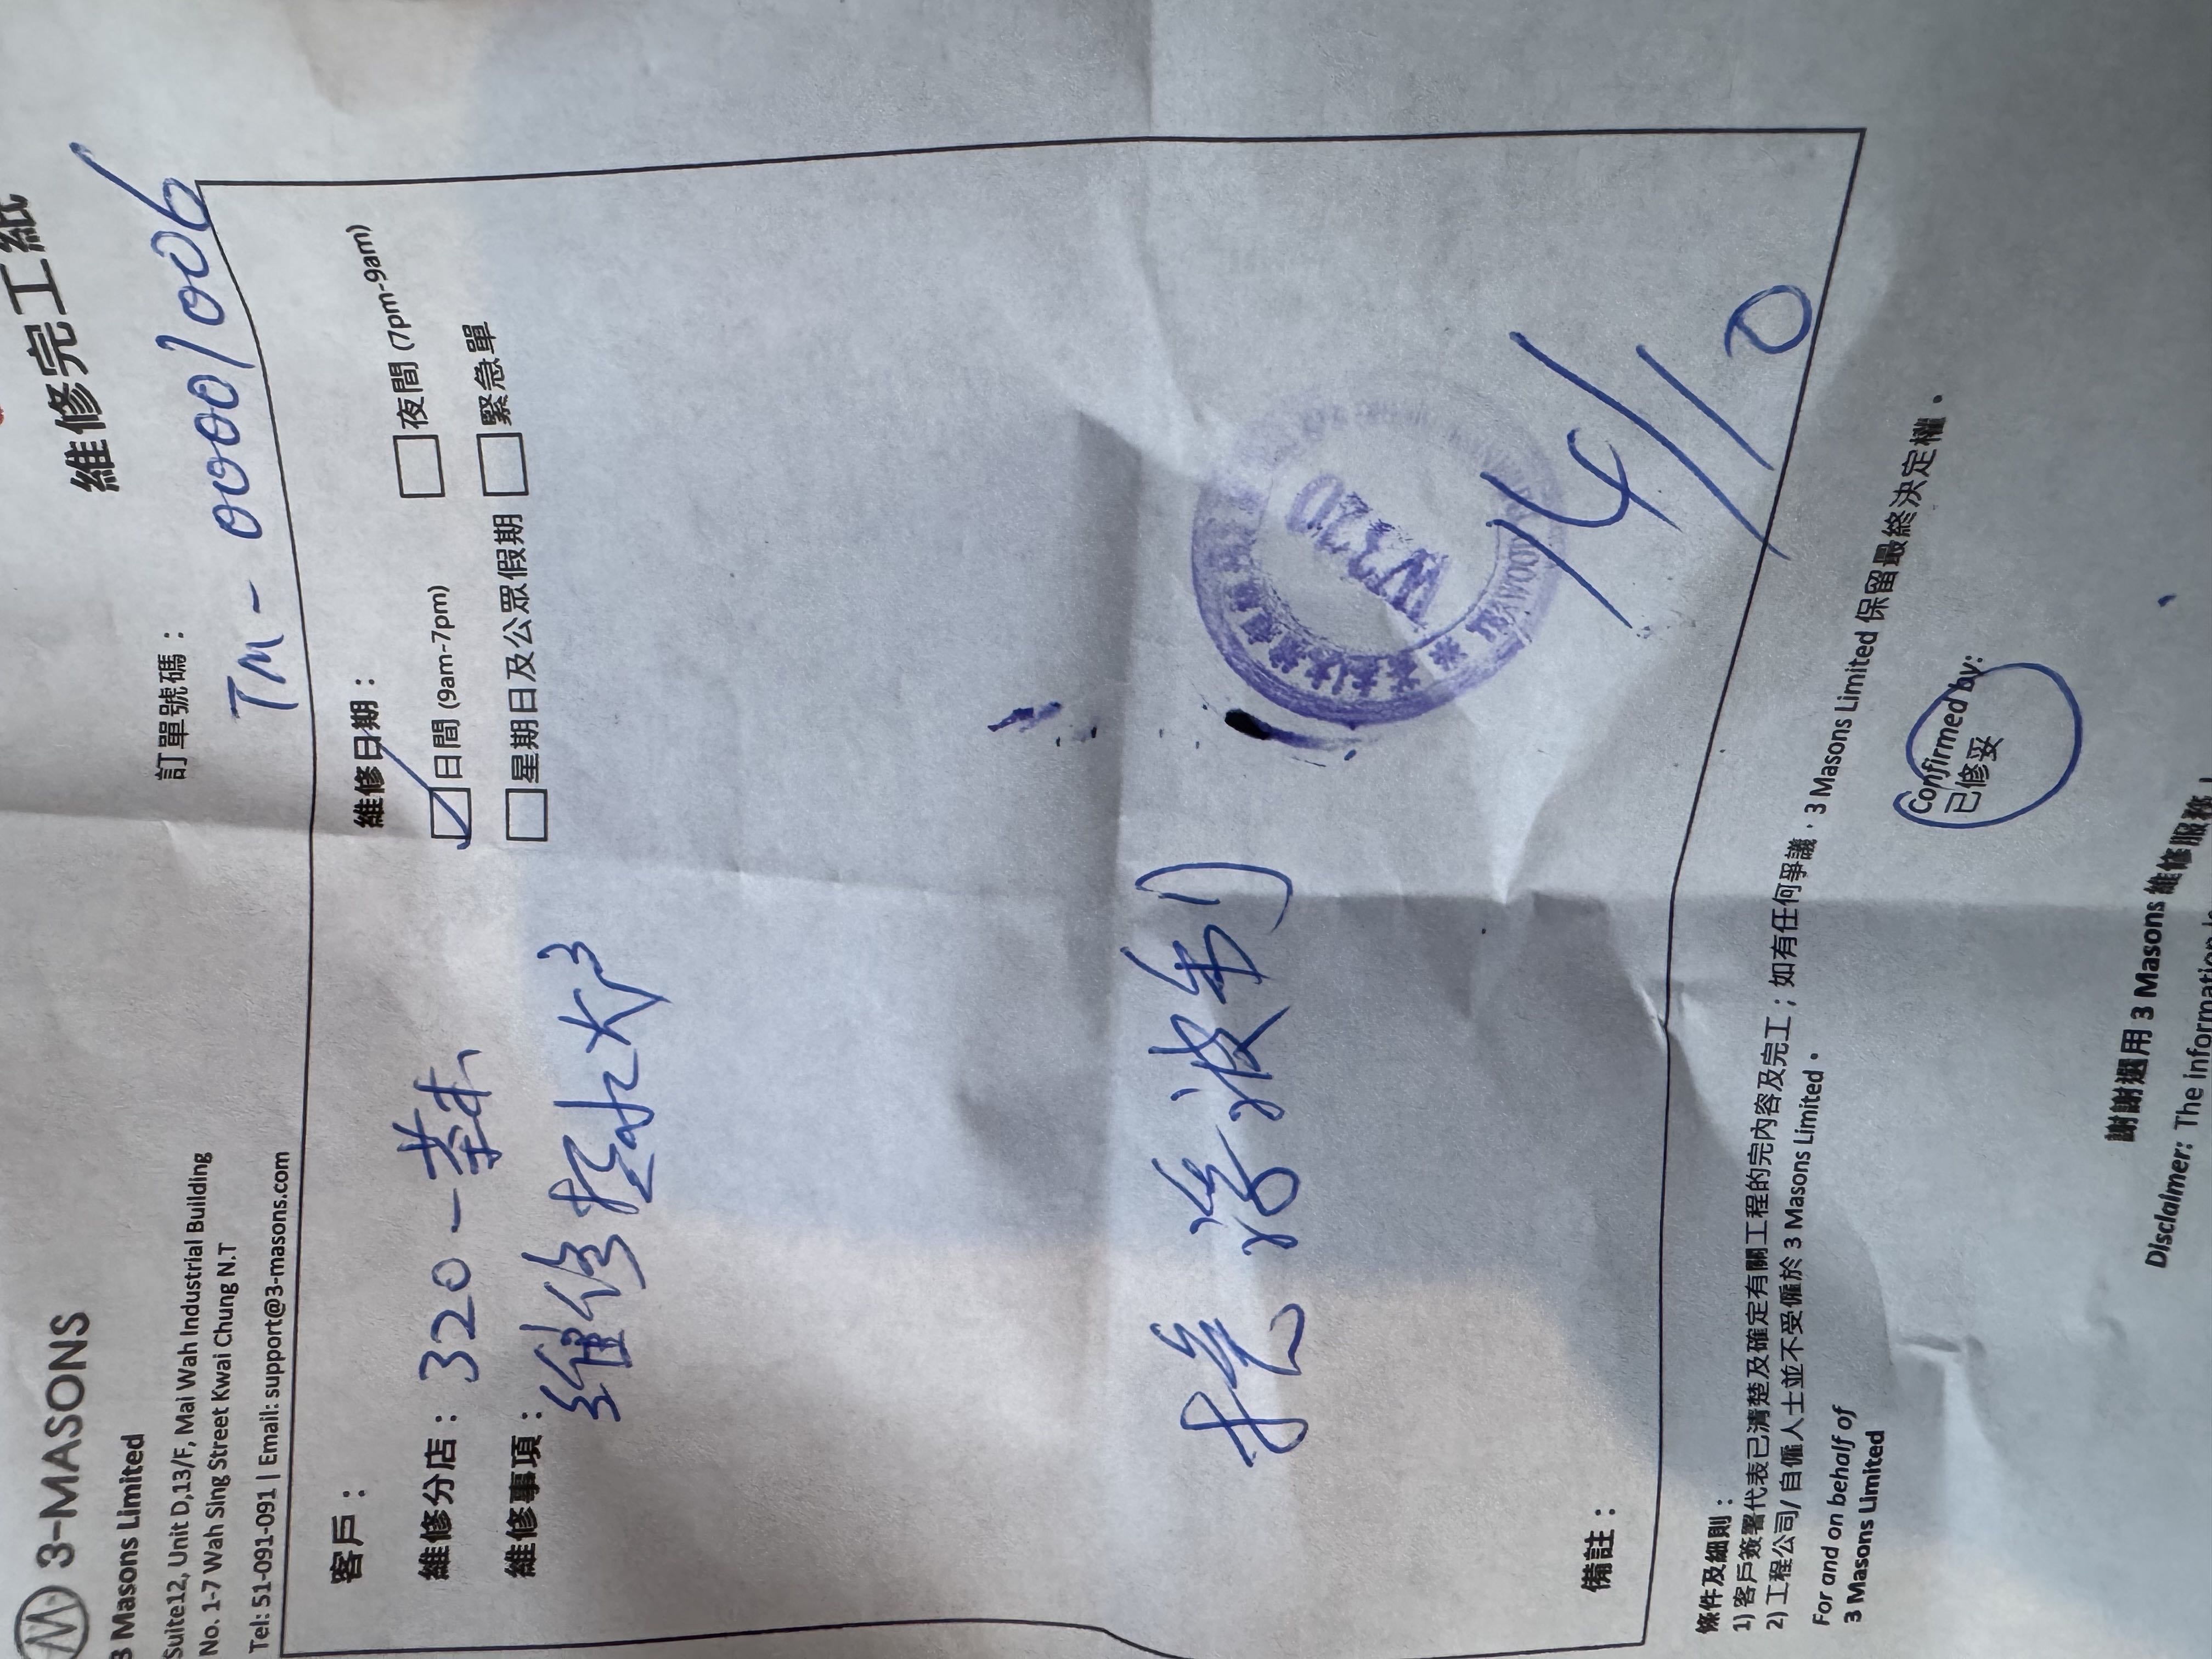 3-MASONS
維修完工紙
3 Masons Limited
Suite12, Unit D,13/F, Mai Wah Industrial Building
No. 1-7 Wah Sing Street Kwai Chung N.T
Tel: 51-091-091 | Email: support@3-masons.com
訂單號碼：
TM-00001006
客戶：
維修日期：
維修分店： 320-
日間 (9am-7pm) 夜間 (7pm-9am)
維修事項：
星期日及公眾假期 緊急單
維修
W320
14/10
備註：
條件及細則：
1) 客戶簽署代表已清楚及確定有關工程的完內容及完工；如有任何爭議，3 Masons Limited 保留最終決定權。
2) 工程公司/ 自僱人士並不受僱於 3 Masons Limited。
For and on behalf of
3 Masons Limited
Confirmed by:
已修妥
謝謝選用 3 Masons 維修服務！
Disclaimer: The information